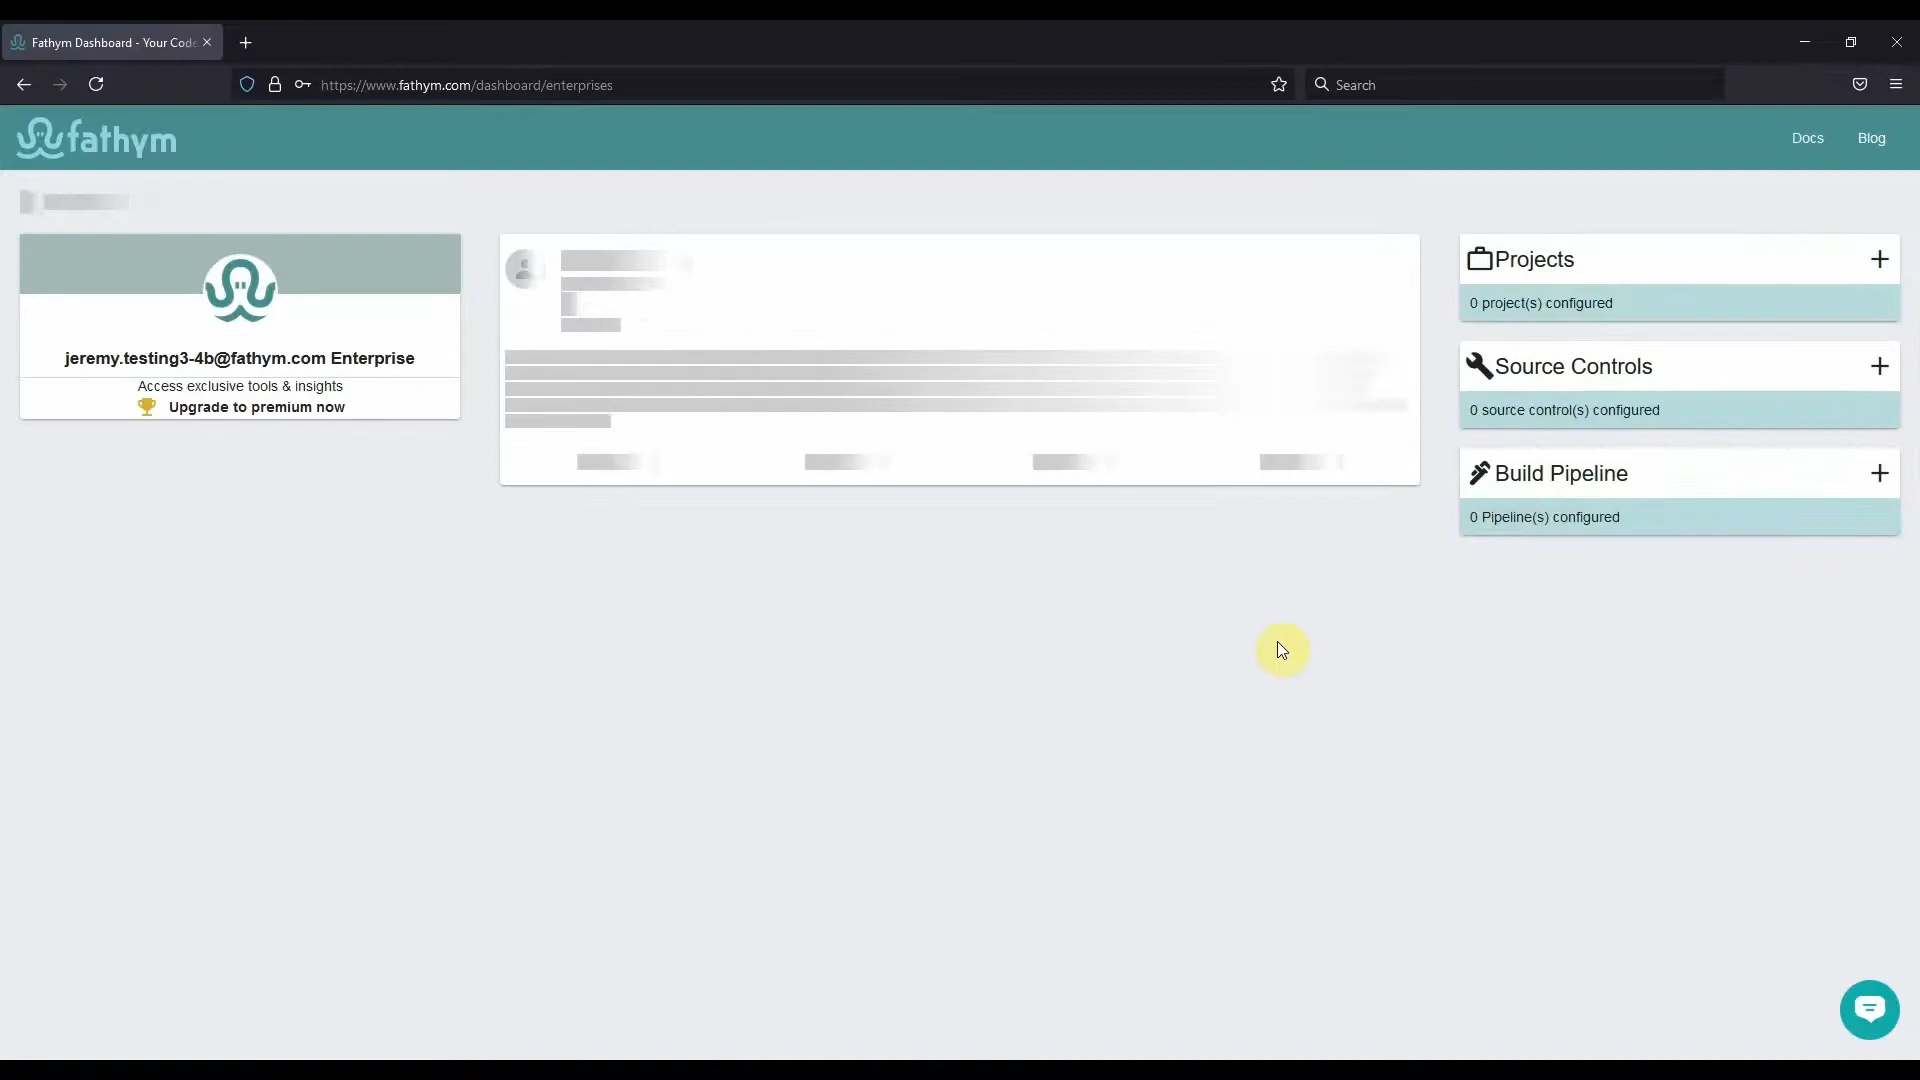 Fathym Dashboard - Your Code
https://www.fathym.com/dashboard/enterprises
Search
fathym
Docs
Blog
jeremy.testing3-4b@fathym.com Enterprise
Access exclusive tools & insights
Upgrade to premium now
Projects
0 project(s) configured
Source Controls
0 source control(s) configured
Build Pipeline
0 Pipeline(s) configured